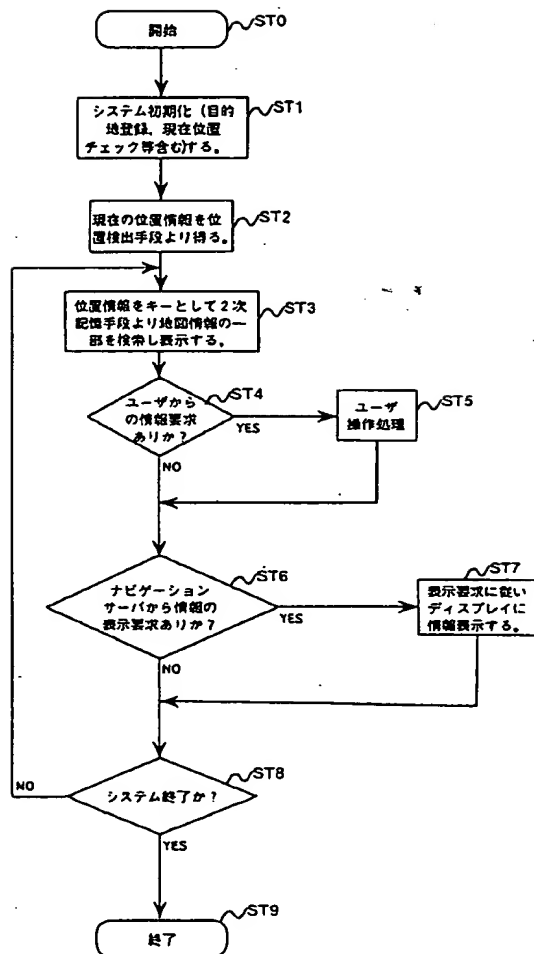 開始
ST0
システム初期化(目的
地登録、現在位置
チェック等含む)する。
ST1
現在の位置情報を位
置検出手段より得る。
ST2
位置情報をキーとして2次
記憶手段より地図情報の一
部を検索し表示する。
ST3
ユーザから
の情報要求
ありか?
ST4
YES
NO
ユーザ
操作処理
ST5
ナビゲーション
サーバから情報の
表示要求ありか?
ST6
YES
NO
表示要求に従い
ディスプレイに
情報表示する。
ST7
システム終了か?
ST8
NO
YES
終了
ST9